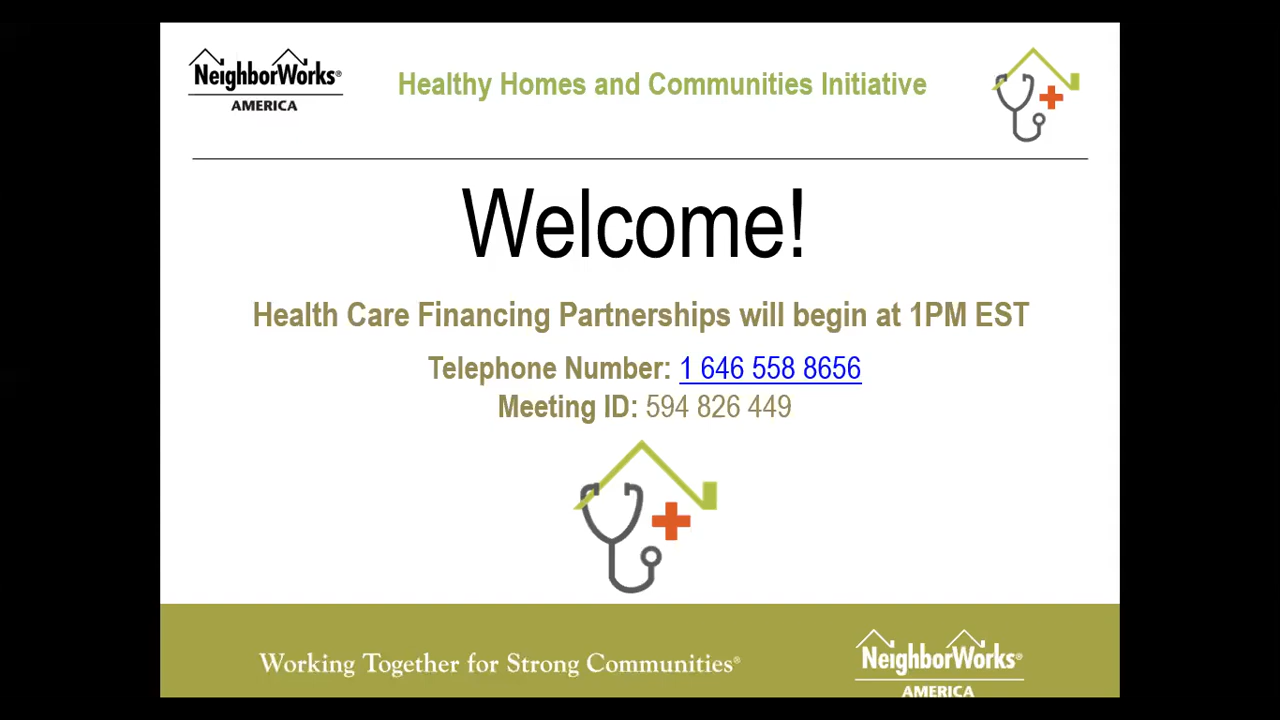 NeighborWorks®
AMERICA
Healthy Homes and Communities Initiative
Welcome!
Health Care Financing Partnerships will begin at 1PM EST
Telephone Number: 1 646 558 8656
Meeting ID: 594 826 449
Working Together for Strong Communities®
NeighborWorks®
AMERICA